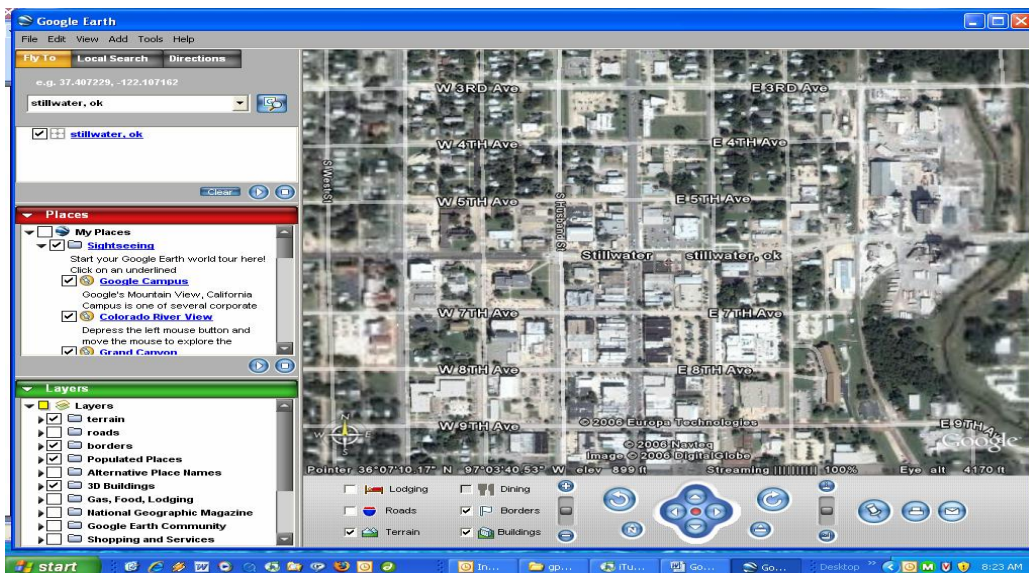 Google Earth
File Edit View Add Tools Help
Fly To Local Search Directions
e.g. 37.407229, -122.107162
stillwater, ok
stillwater, ok
Clear
Places
My Places
Sightseeing
Start your Google Earth world tour here!
Click on an underlined
Google Campus
Google's Mountain View, California
Campus is one of several corporate
Colorado River View
Depress the left mouse button and
move the mouse to explore the
Grand Canyon
Layers
Layers
terrain
roads
borders
Populated Places
Alternative Place Names
3D Buildings
Gas, Food, Lodging
National Geographic Magazine
Google Earth Community
Shopping and Services
W 3RD Ave E 3RD Ave
W 4TH Ave E 4TH Ave
S West St
W 5TH Ave E 5TH Ave
S Husband St
Stillwater stillwater, ok
W 7TH Ave E 7TH Ave
W 8TH Ave E 8TH Ave
W 9TH Ave E 9TH A
N
W E
© 2006 Europa Technologies
© 2006 Navteq
Image © 2006 DigitalGlobe
Google
Pointer 36°07'10.17" N 97°03'40.53" W elev 899 ft Streaming |||||||||| 100% Eye alt 4170 ft
Lodging Dining
Roads Borders
Terrain Buildings
N
start In... gp... iTu... Go... Go... Desktop 8:23 AM